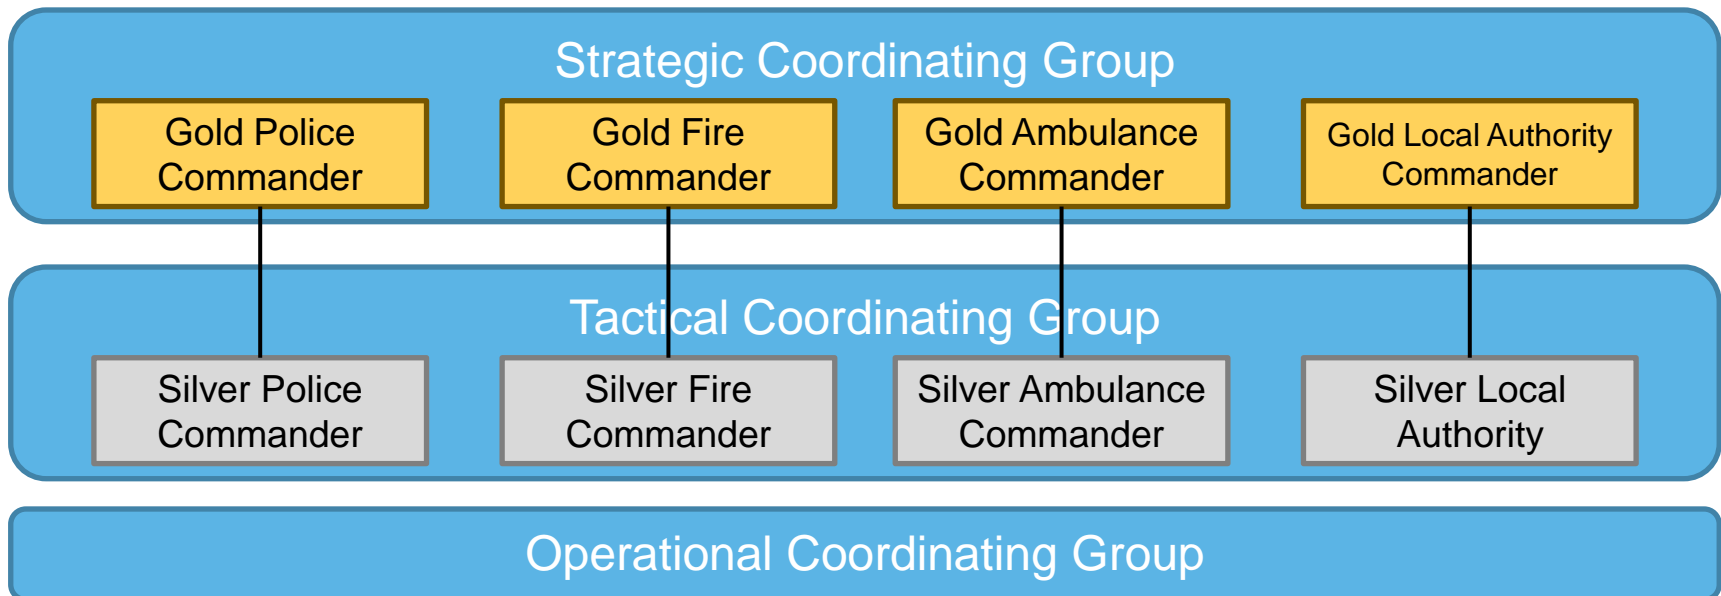 Strategic Coordinating Group
Gold Police
Commander
Gold Fire
Commander
Gold Ambulance
Commander
Gold Local Authority
Commander
Tactical Coordinating Group
Silver Police
Commander
Silver Fire
Commander
Silver Ambulance
Commander
Silver Local
Authority
Operational Coordinating Group